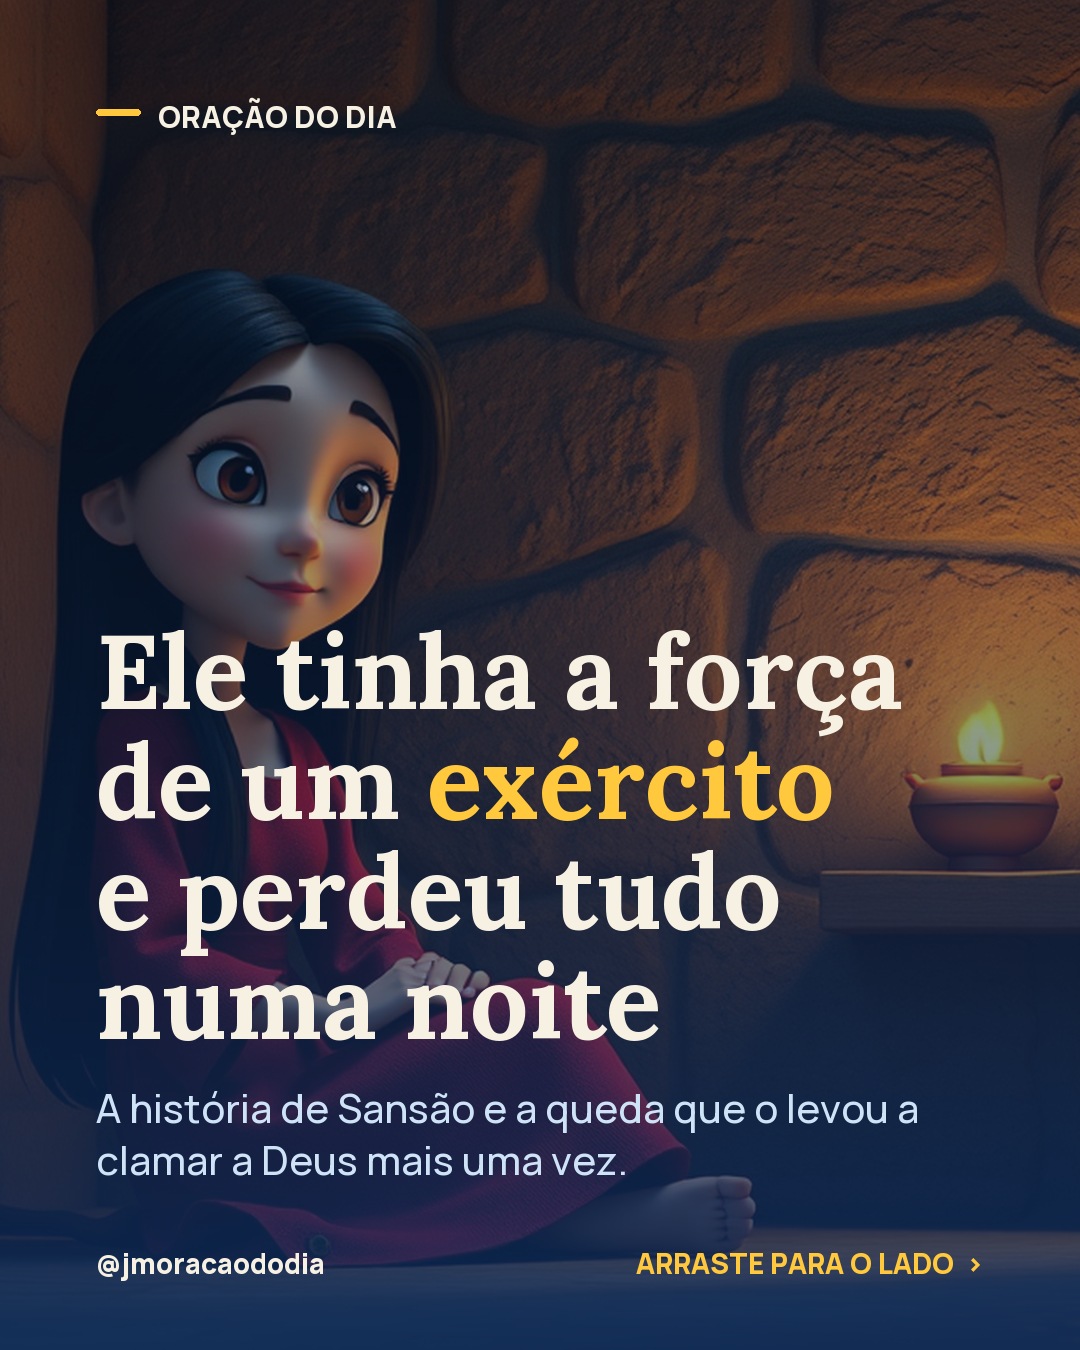 ORAÇÃO DO DIA
Ele tinha a força
de um exército
e perdeu tudo
numa noite
A história de Sansão e a queda que o levou a
clamar a Deus mais uma vez.
@jmoracaododia
ARRASTE PARA O LADO ›